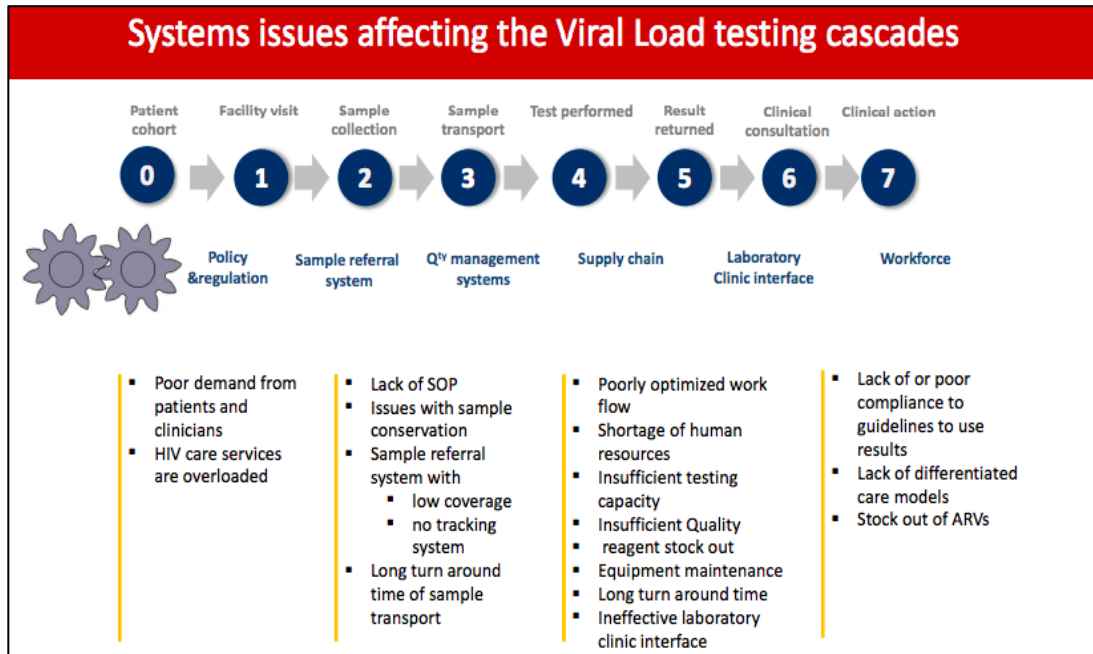 Systems issues affecting the Viral Load testing cascades
Patient
cohort
Facility visit
Sample
collection
Sample
transport
Test performed
Result
returned
Clinical
consultation
Clinical action
0
1
2
3
4
5
6
7
Policy
&regulation
Sample referral
system
Qty management
systems
Supply chain
Laboratory
Clinic interface
Workforce
▪ Poor demand from
patients and
clinicians
▪ HIV care services
are overloaded
▪ Lack of SOP
▪ Issues with sample
conservation
▪ Sample referral
system with
▪ low coverage
▪ no tracking
system
▪ Long turn around
time of sample
transport
▪ Poorly optimized work
flow
▪ Shortage of human
resources
▪ Insufficient testing
capacity
▪ Insufficient Quality
▪ reagent stock out
▪ Equipment maintenance
▪ Long turn around time
▪ Ineffective laboratory
clinic interface
▪ Lack of or poor
compliance to
guidelines to use
results
▪ Lack of differentiated
care models
▪ Stock out of ARVs